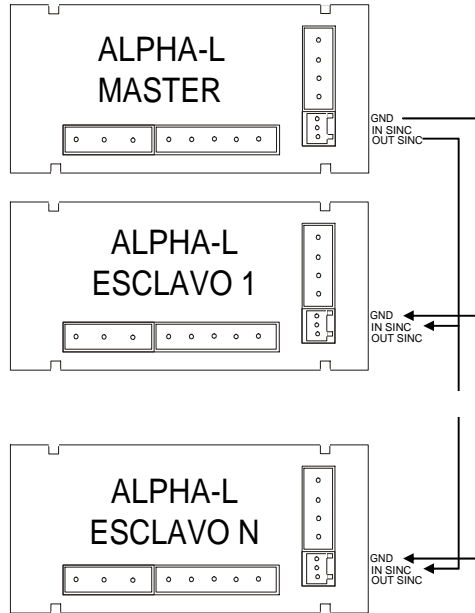 ALPHA-L
MASTER
GND
IN SINC
OUT SINC
ALPHA-L
ESCLAVO 1
GND
IN SINC
OUT SINC
ALPHA-L
ESCLAVO N
GND
IN SINC
OUT SINC